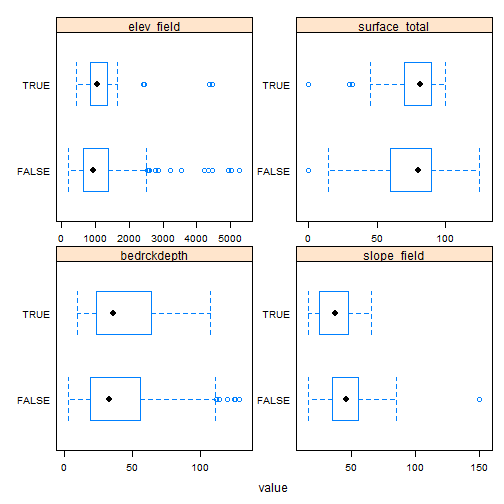 elev_field
surface_total
TRUE
TRUE
FALSE
FALSE
0 1000 2000 3000 4000 5000
0 50 100
bedrckdepth
slope_field
TRUE
TRUE
FALSE
FALSE
0 50 100
50 100 150
value